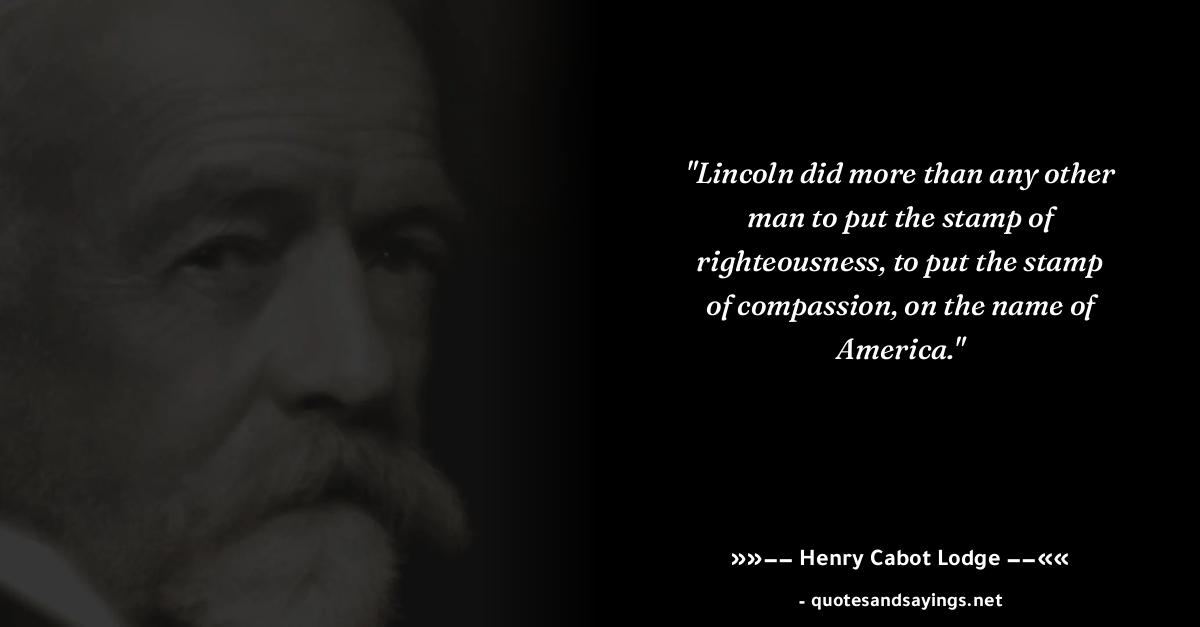 "Lincoln did more than any other
man to put the stamp of
righteousness, to put the stamp
of compassion, on the name of
America."
»»−− Henry Cabot Lodge −−««
- quotesandsayings.net